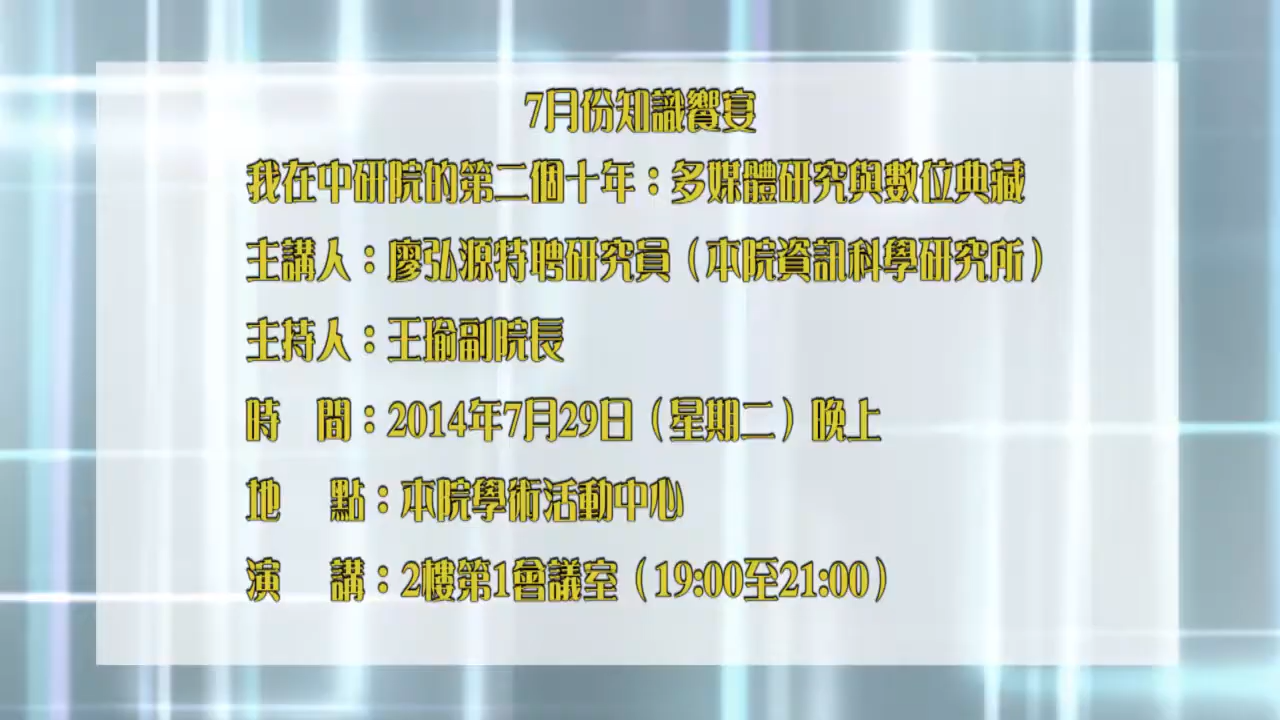 7月份知識饗宴
我在中研院的第二個十年：多媒體研究與數位典藏
主講人：廖弘源特聘研究員（本院資訊科學研究所）
主持人：王瑜副院長
時　間：2014年7月29日（星期二）晚上
地　點：本院學術活動中心
演　講：2樓第1會議室（19:00至21:00）